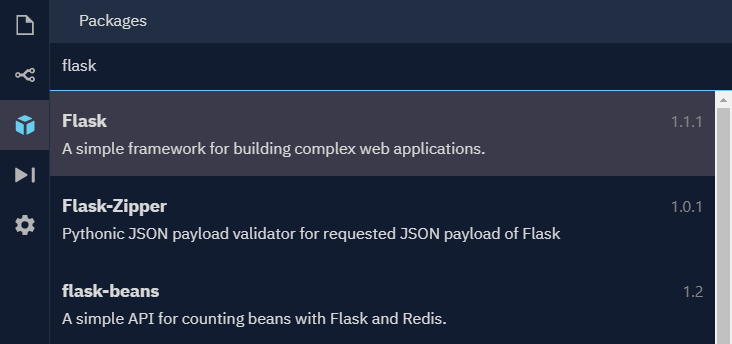 Packages
flask
Flask 1.1.1
A simple framework for building complex web applications.
Flask-Zipper 1.0.1
Pythonic JSON payload validator for requested JSON payload of Flask
flask-beans 1.2
A simple API for counting beans with Flask and Redis.